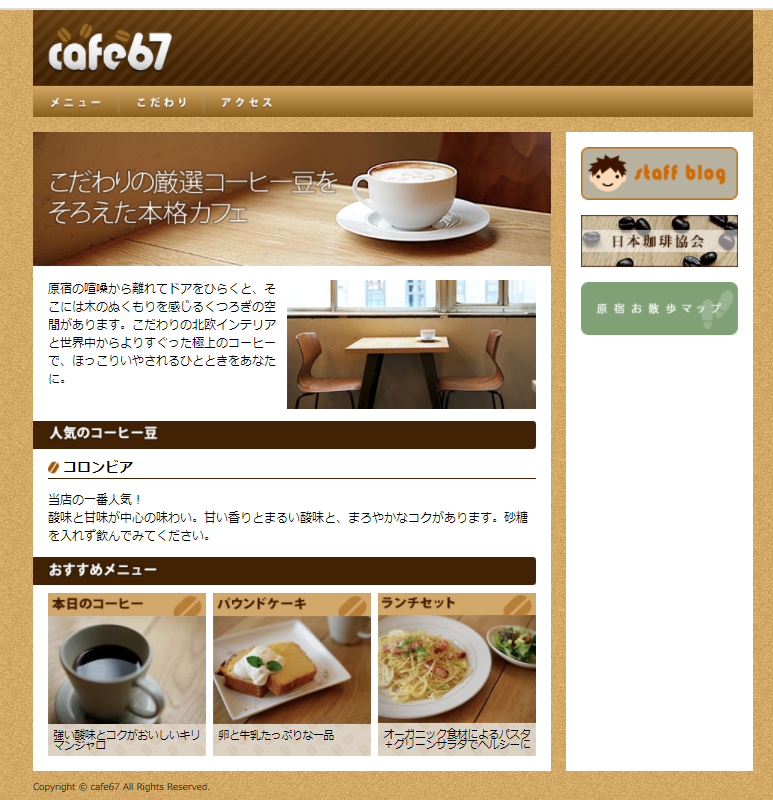 cafe67
メニュー
こだわり
アクセス
こだわりの厳選コーヒー豆を
そろえた本格カフェ
staff blog
日本珈琲協会
原宿お散歩マップ
原宿の喧噪から離れてドアをひらくと、そ
こには木のぬくもりを感じるくつろぎの空
間があります。こだわりの北欧インテリア
と世界中からよりすぐった極上のコーヒー
で、ほっこりいやされるひとときをあなた
に。
人気のコーヒー豆
コロンビア
当店の一番人気！
酸味と甘味が中心の味わい。甘い香りとまるい酸味と、まろやかなコクがあります。砂糖
を入れず飲んでみてください。
おすすめメニュー
本日のコーヒー
強い酸味とコクがおいしいキリ
マンジャロ
パウンドケーキ
卵と牛乳たっぷりな一品
ランチセット
オーガニック食材によるパスタ
＋グリーンサラダでヘルシーに
Copyright © cafe67 All Rights Reserved.